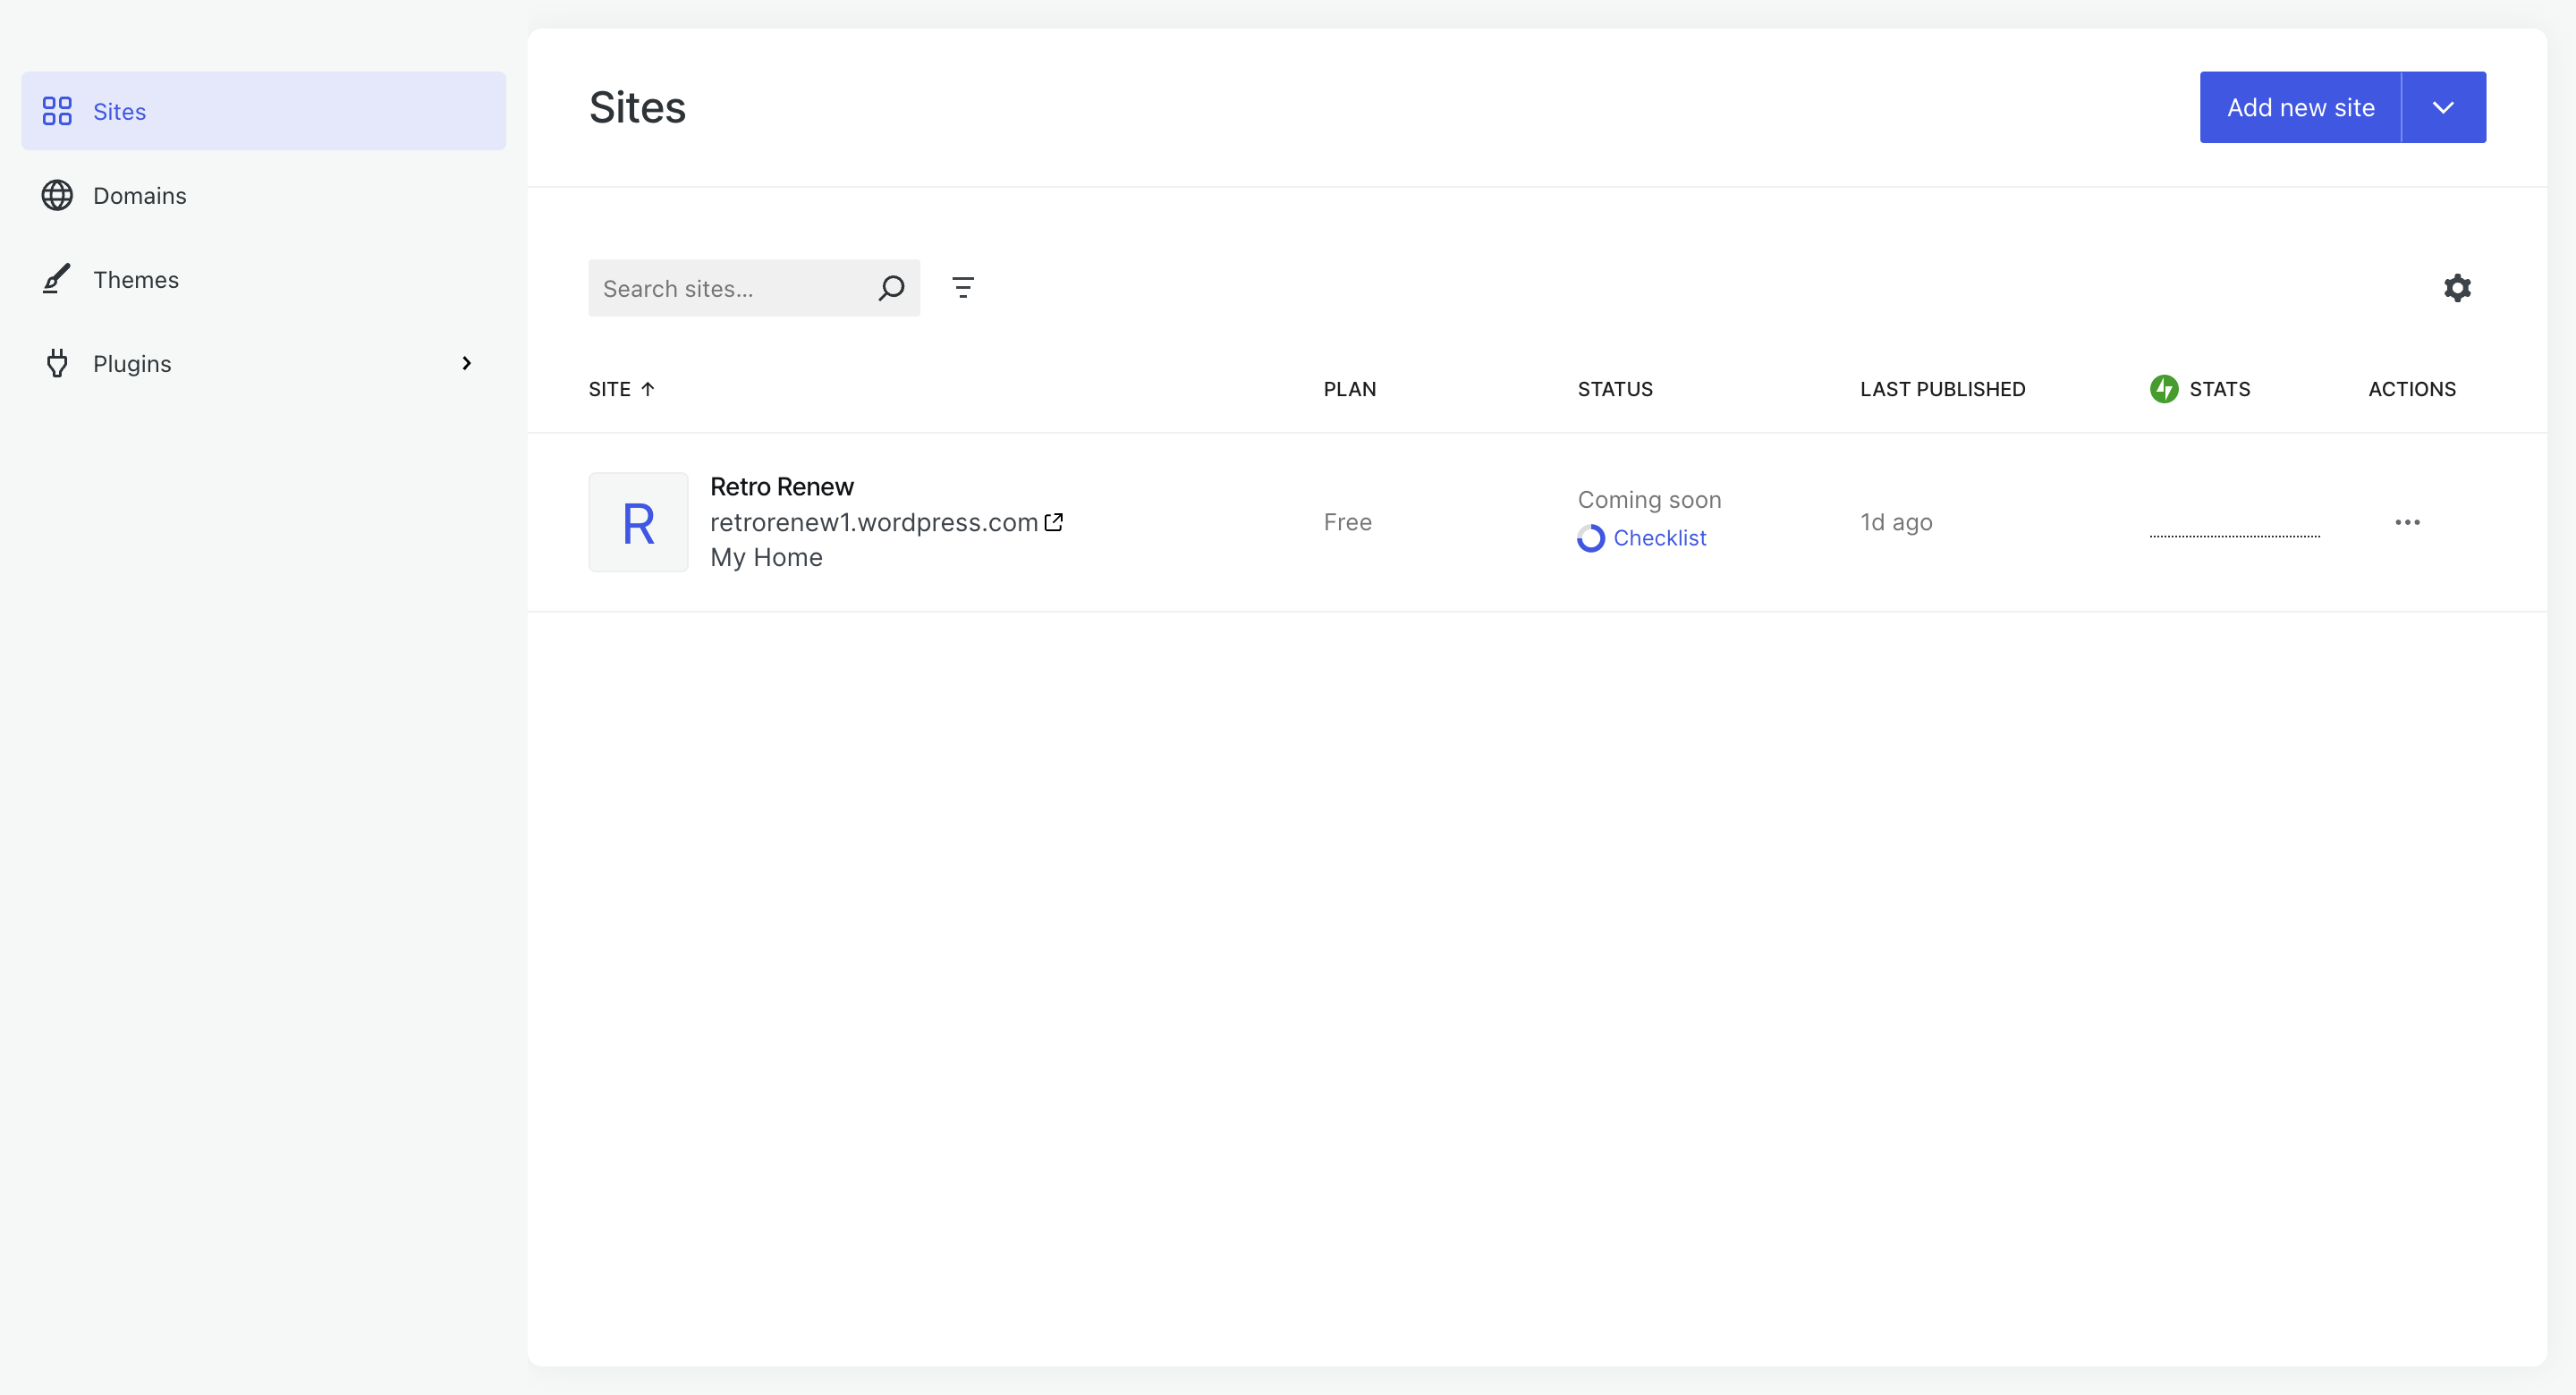 Sites
Domains
Themes
Plugins
Sites
Add new site
Search sites...
SITE PLAN STATUS LAST PUBLISHED STATS ACTIONS
R
Retro Renew
retrorenew1.wordpress.com
My Home
Free
Coming soon
Checklist
1d ago